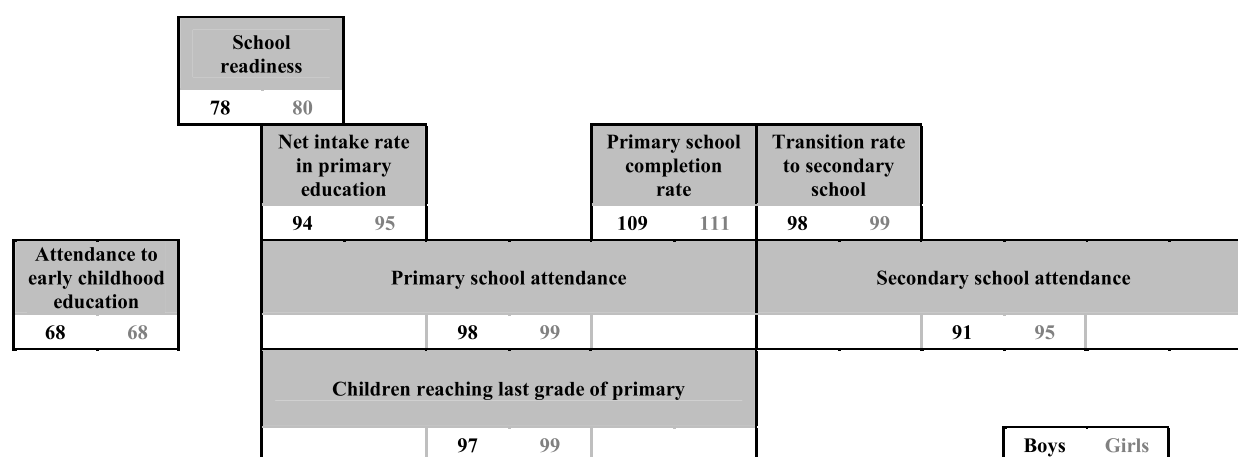 School
readiness
78 80
Net intake rate
in primary
education
94 95
Primary school
completion
rate
109 111
Transition rate
to secondary
school
98 99
Attendance to
early childhood
education
68 68
Primary school attendance
98 99
Secondary school attendance
91 95
Children reaching last grade of primary
97 99
Boys Girls